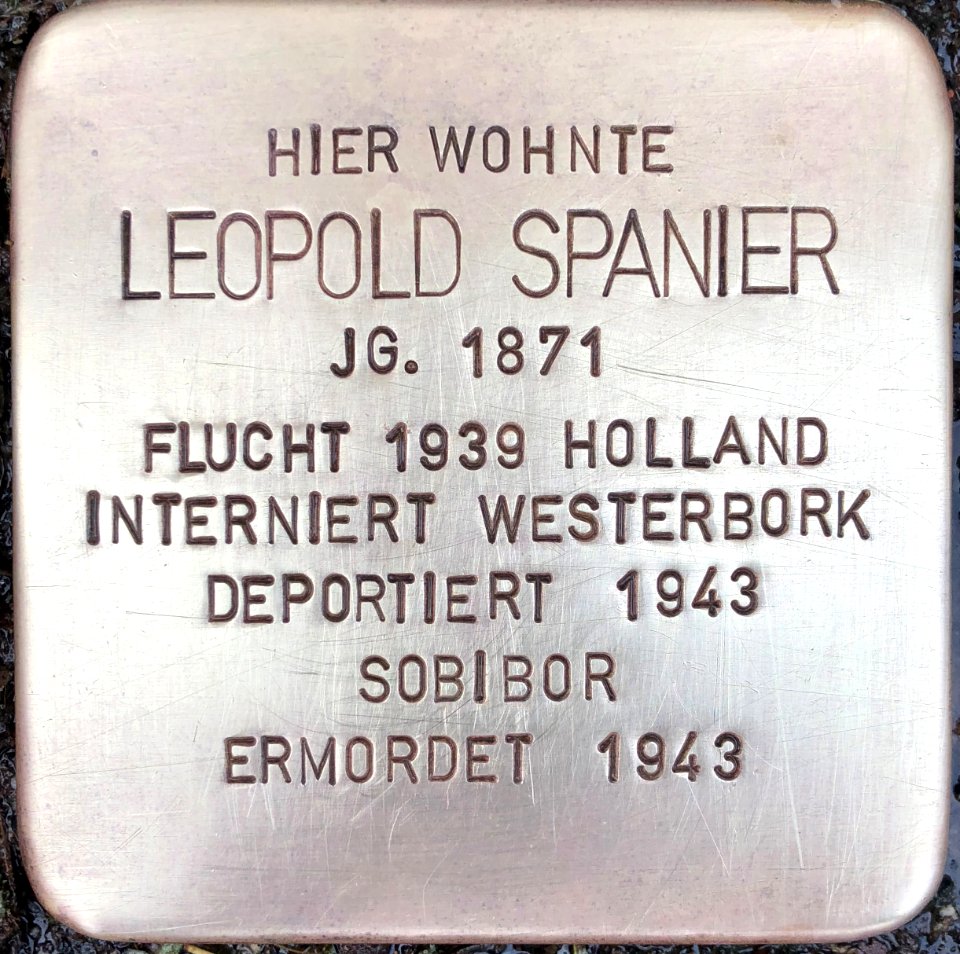 HIER WOHNTE
LEOPOLD SPANIER
JG. 1871
FLUCHT 1939 HOLLAND
INTERNIERT WESTERBORK
DEPORTIERT 1943
SOBIBOR
ERMORDET 1943